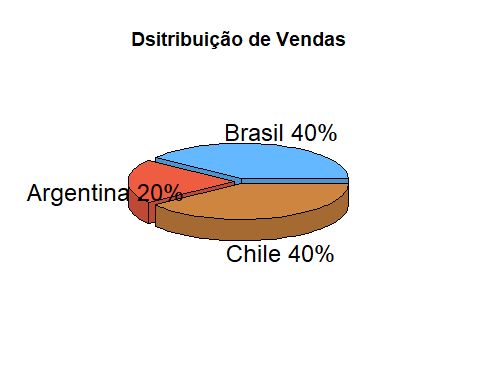 Dsitribuição de Vendas
Brasil 40%
Argentina 20%
Chile 40%